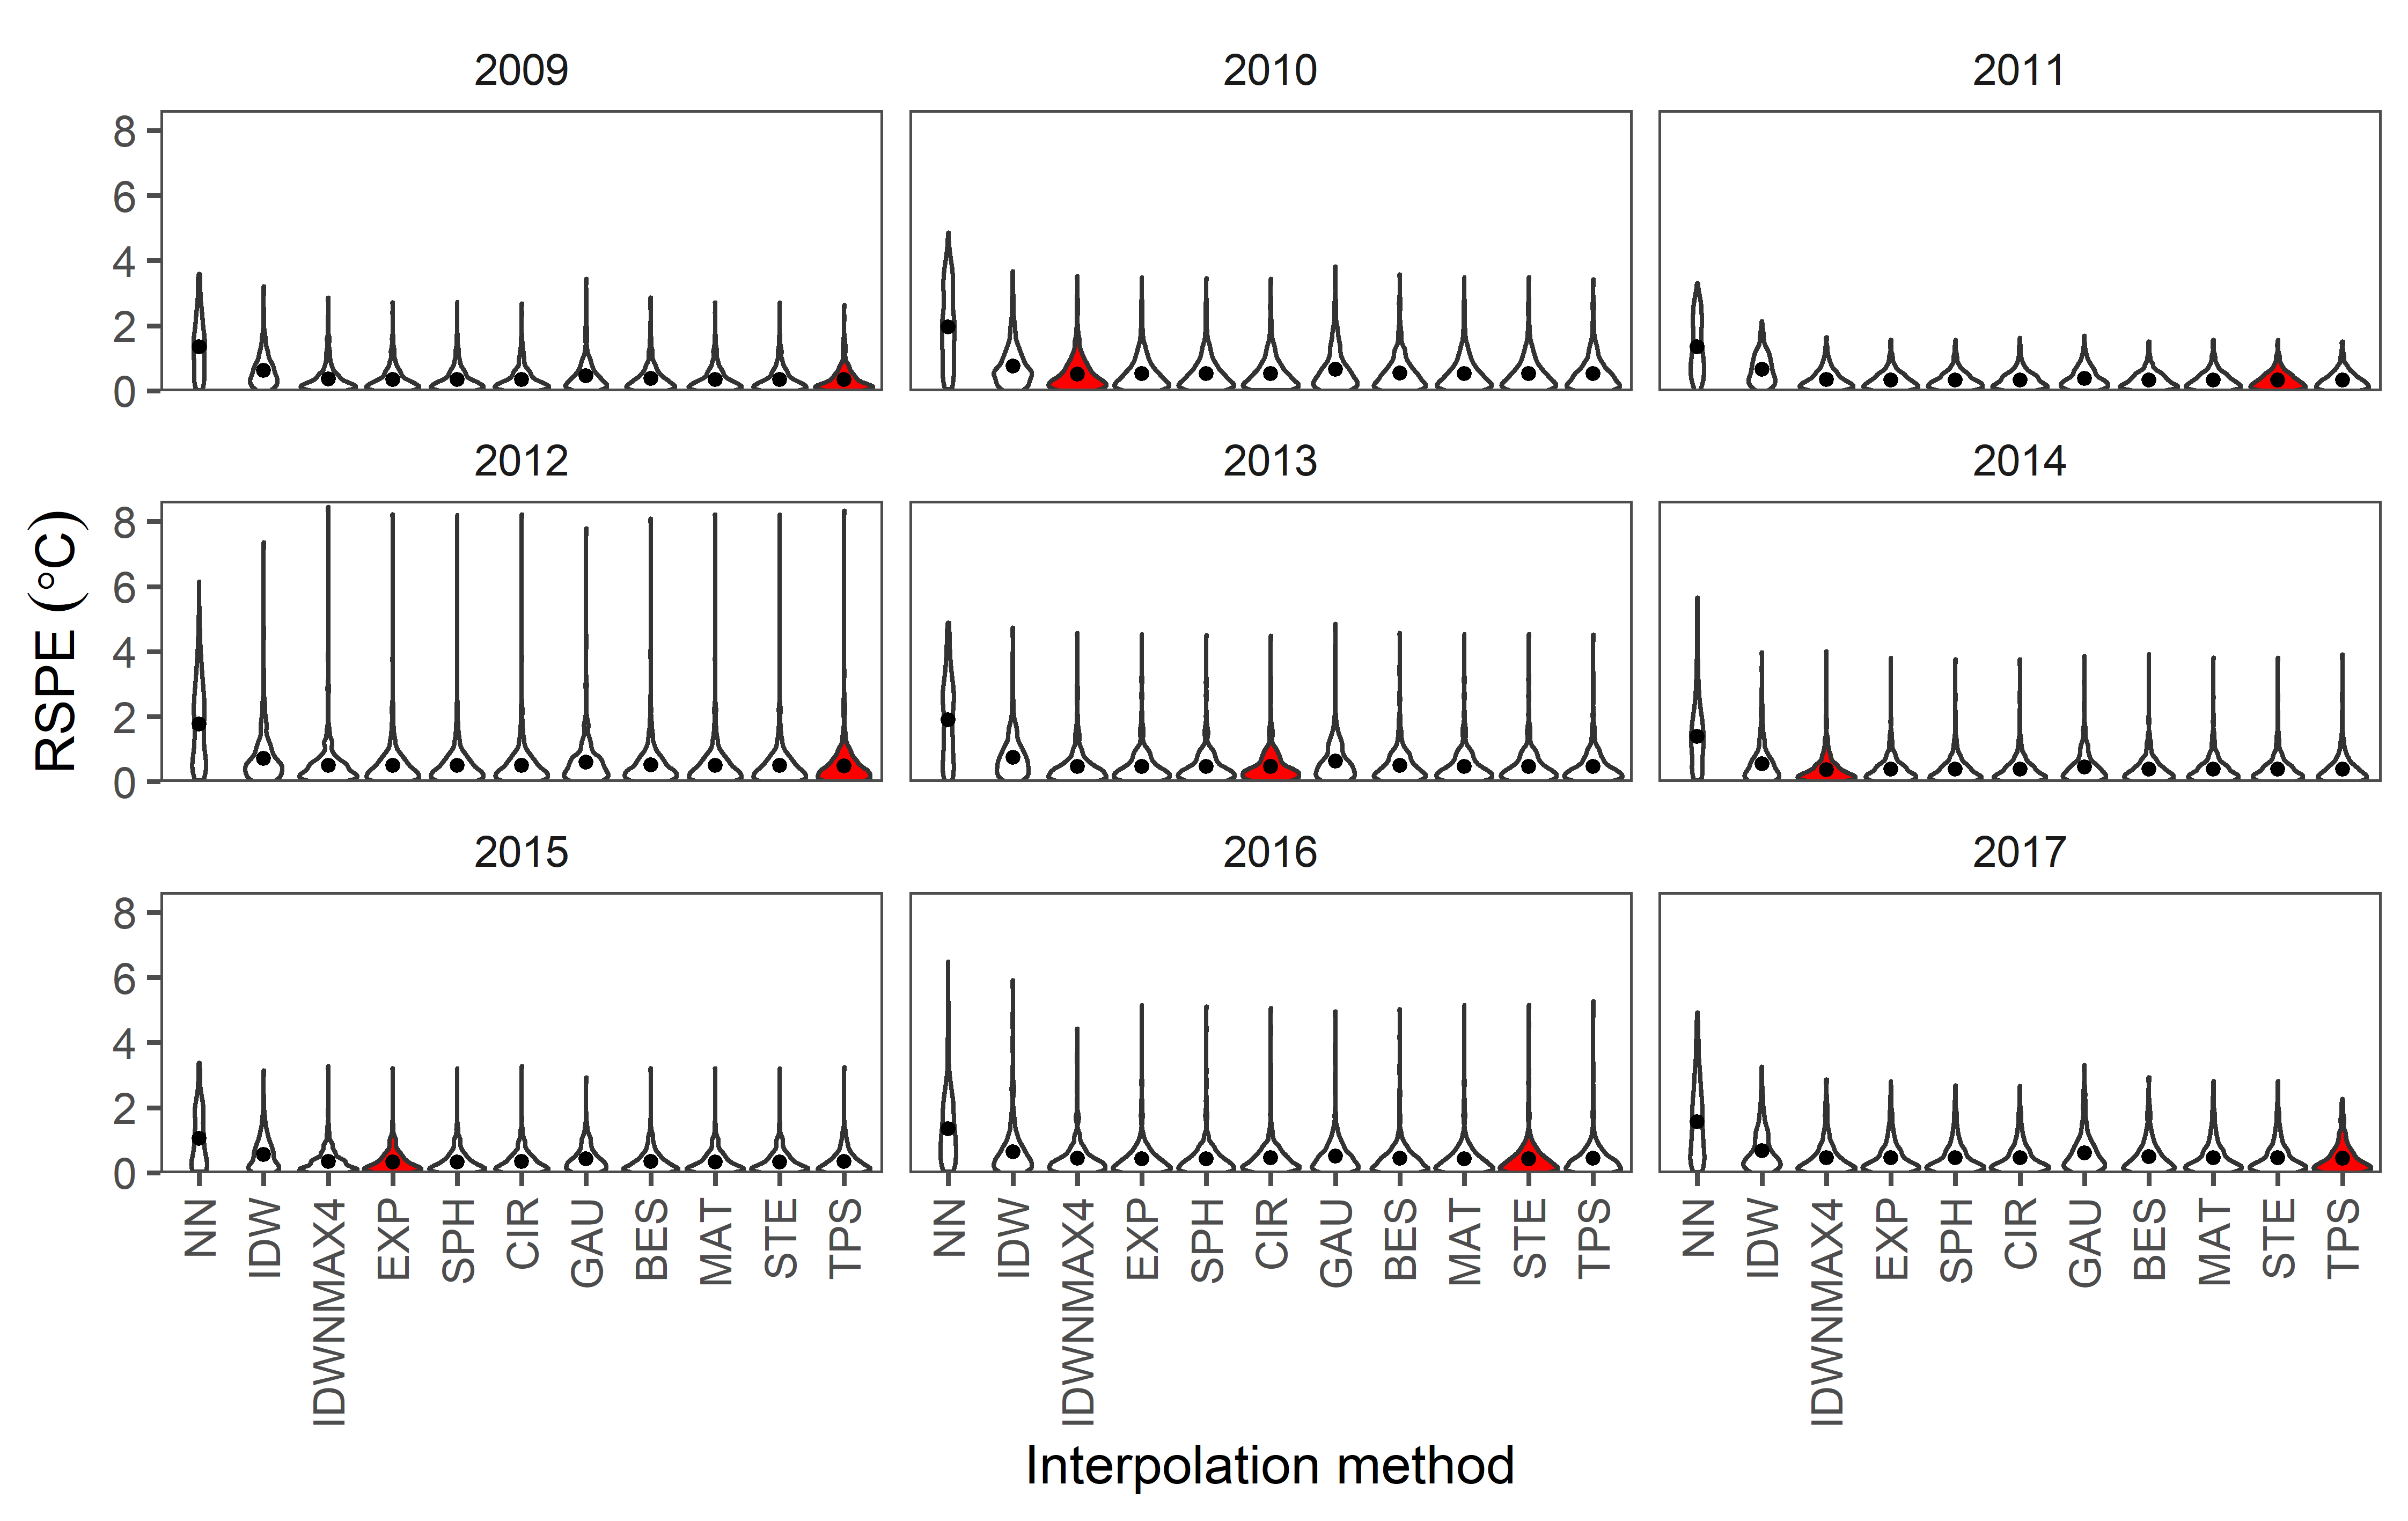 2009 2010 2011
8
6
4
2
0
2012 2013 2014
8
6
4
2
0
RSPE (°C)
2015 2016 2017
8
6
4
2
0
NN IDW IDWWNMAX4 EXP SPH CIR GAU BES MAT STE TPS NN IDW IDWWNMAX4 EXP SPH CIR GAU BES MAT STE TPS NN IDW IDWWNMAX4 EXP SPH CIR GAU BES MAT STE TPS
Interpolation method